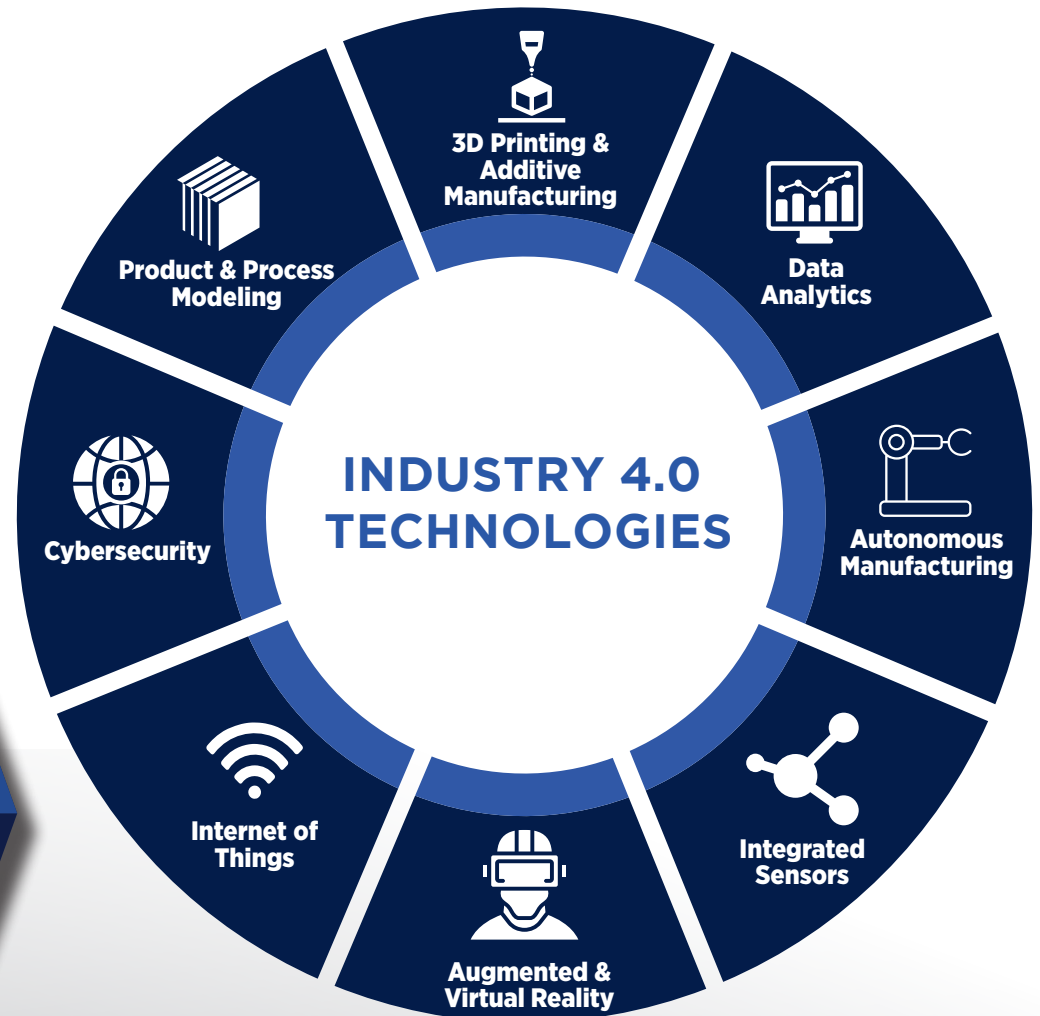 3D Printing &
Additive
Manufacturing
Data
Analytics
Autonomous
Manufacturing
Integrated
Sensors
Augmented &
Virtual Reality
Internet of
Things
Cybersecurity
Product & Process
Modeling
INDUSTRY 4.0
TECHNOLOGIES